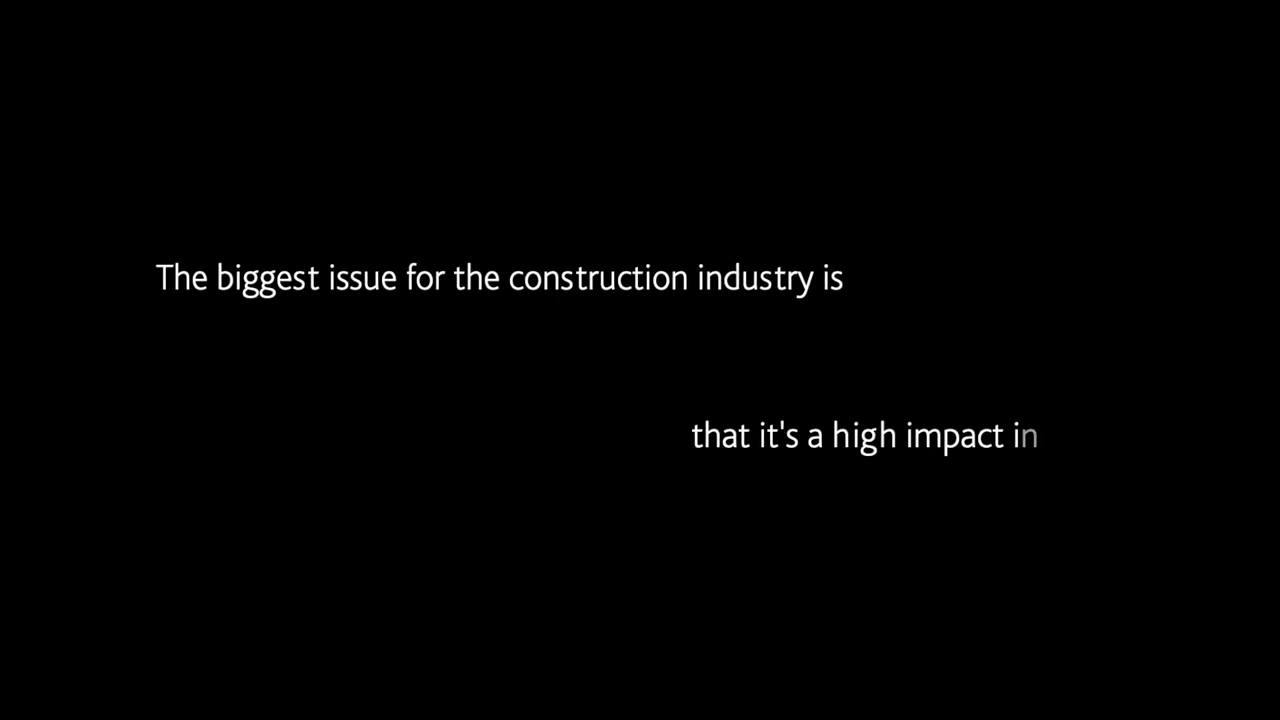 The biggest issue for the construction industry is
that it's a high impact in